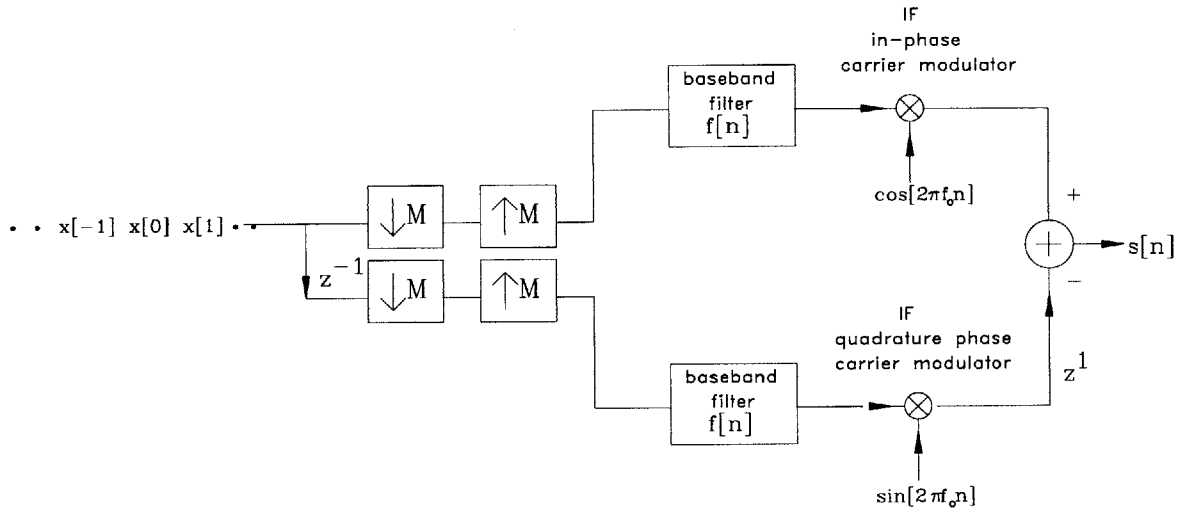 IF
in-phase
carrier modulator
baseband
filter
f[n]
cos[2πf₀n]
+
. . x[-1] x[0] x[1] . .
↓M
↑M
z⁻¹
↓M
↑M
+
s[n]
−
IF
quadrature phase
carrier modulator
z¹
baseband
filter
f[n]
sin[2πf₀n]